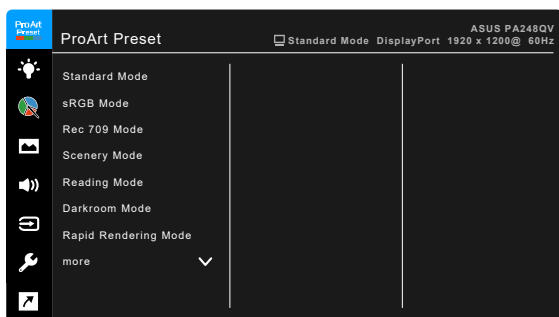 ProArt
Preset
ProArt Preset
ASUS PA248QV
Standard Mode DisplayPort 1920 x 1200@ 60Hz
Standard Mode
sRGB Mode
Rec 709 Mode
Scenery Mode
Reading Mode
Darkroom Mode
Rapid Rendering Mode
more